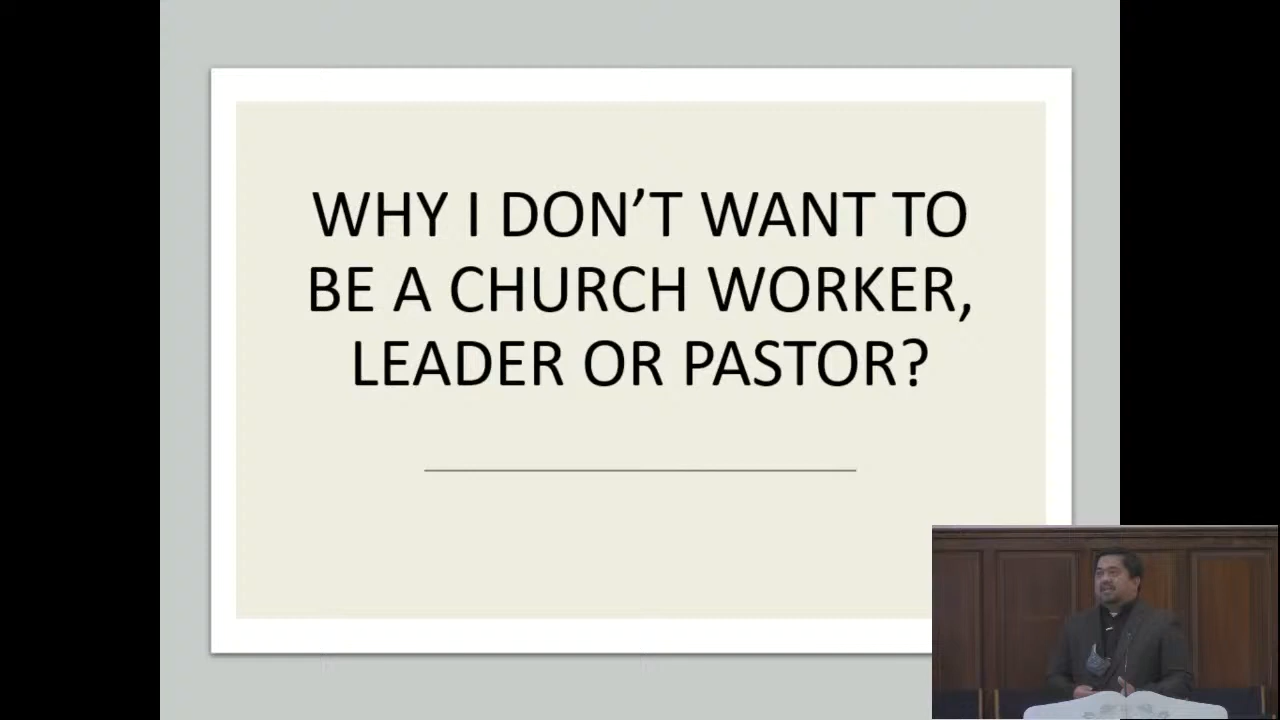 WHY I DON’T WANT TO
BE A CHURCH WORKER,
LEADER OR PASTOR?